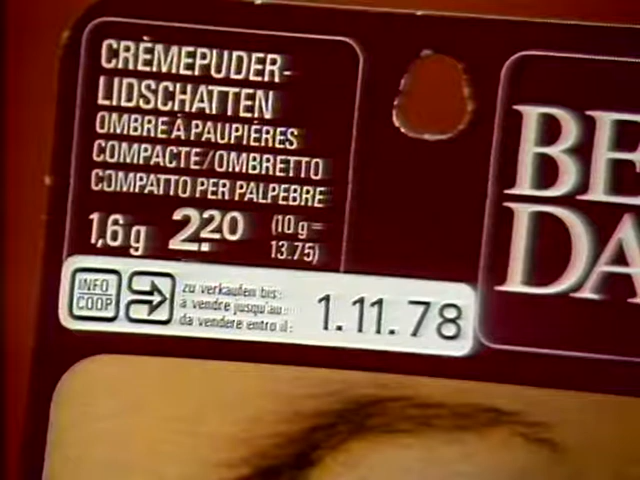 CRÈMEPUDER-
LIDSCHATTEN
OMBRE À PAUPIÈRES
COMPACTE/OMBRETTO
COMPATTO PER PALPEBRE
1,6 g 2.20 (10 g =
13.75)
INFO
COOP
zu verkaufen bis:
à vendre jusqu'au:
da vendere entro il:
1.11.78
BE
DA